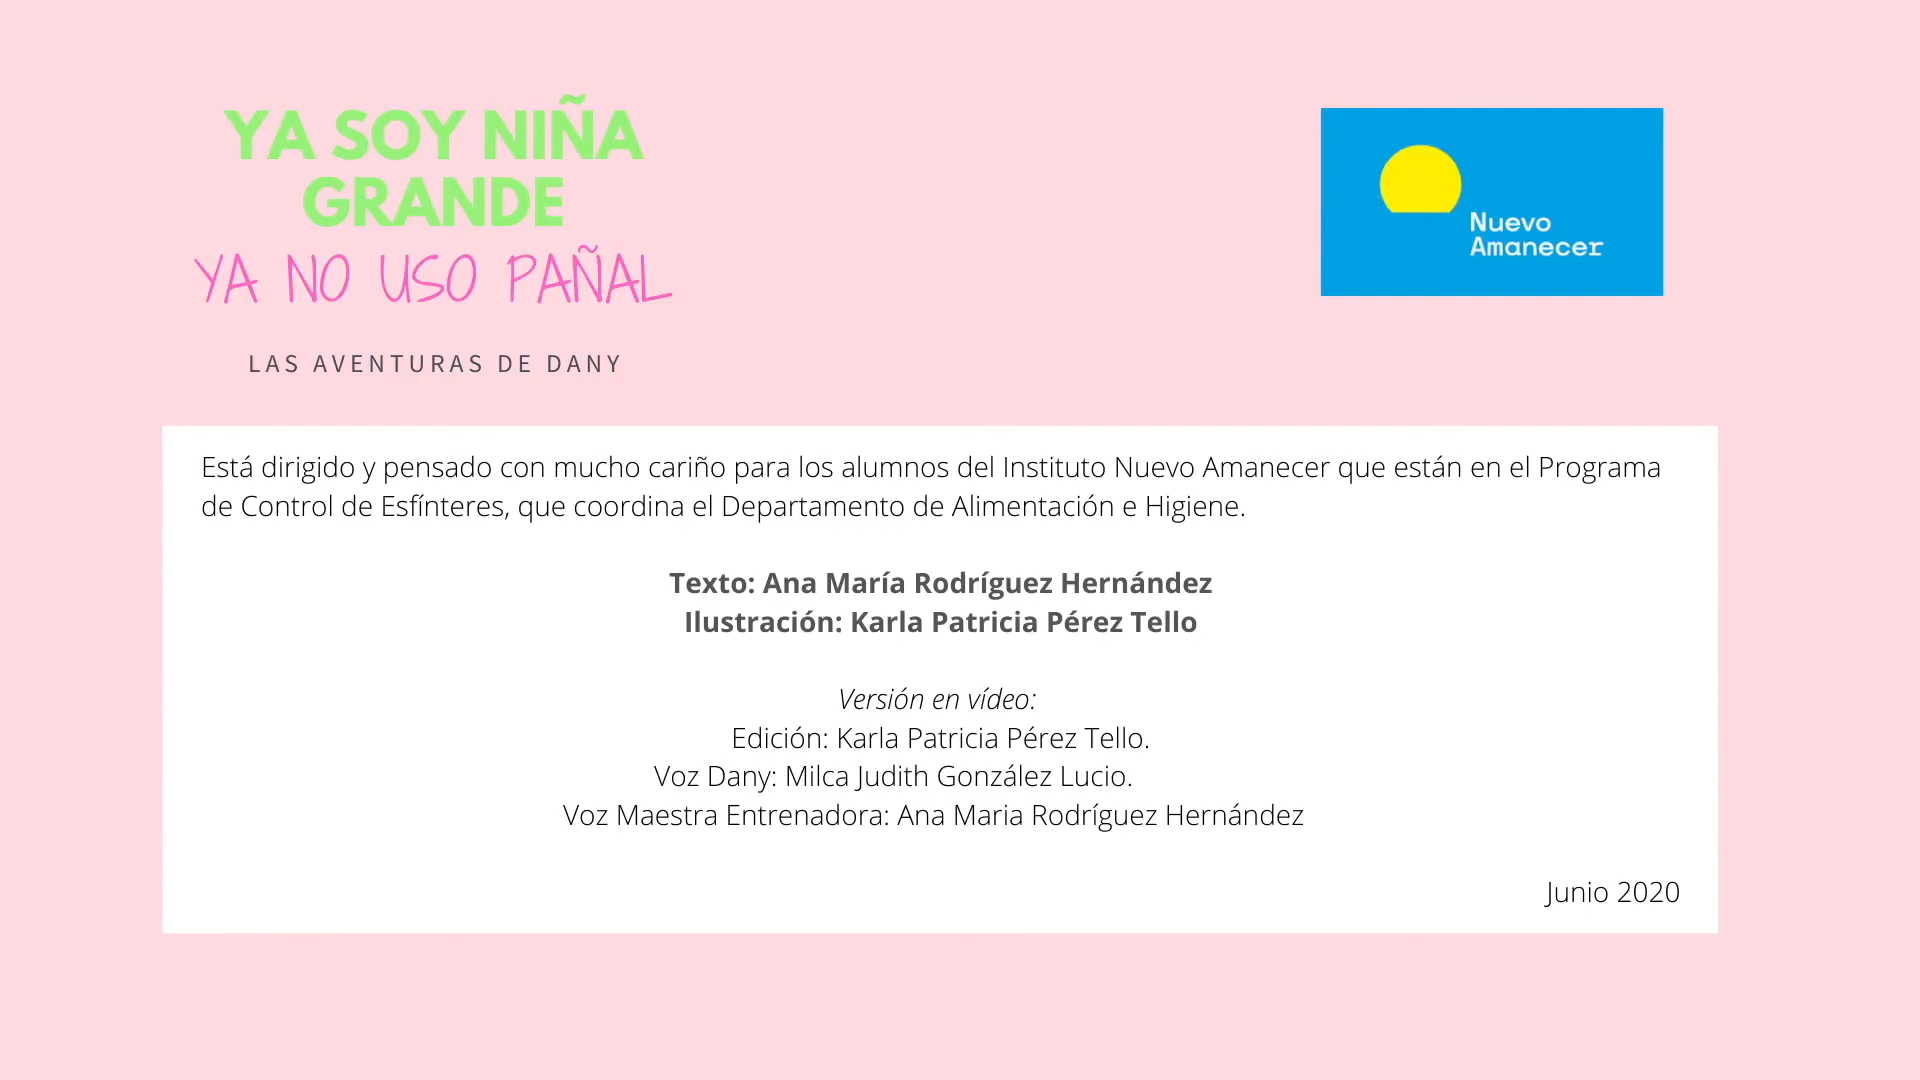 YA SOY NIÑA
GRANDE
YA NO USO PAÑAL
LAS AVENTURAS DE DANY
Nuevo
Amanecer
Está dirigido y pensado con mucho cariño para los alumnos del Instituto Nuevo Amanecer que están en el Programa
de Control de Esfínteres, que coordina el Departamento de Alimentación e Higiene.
Texto: Ana María Rodríguez Hernández
Ilustración: Karla Patricia Pérez Tello
Versión en vídeo:
Edición: Karla Patricia Pérez Tello.
Voz Dany: Milca Judith González Lucio.
Voz Maestra Entrenadora: Ana Maria Rodríguez Hernández
Junio 2020